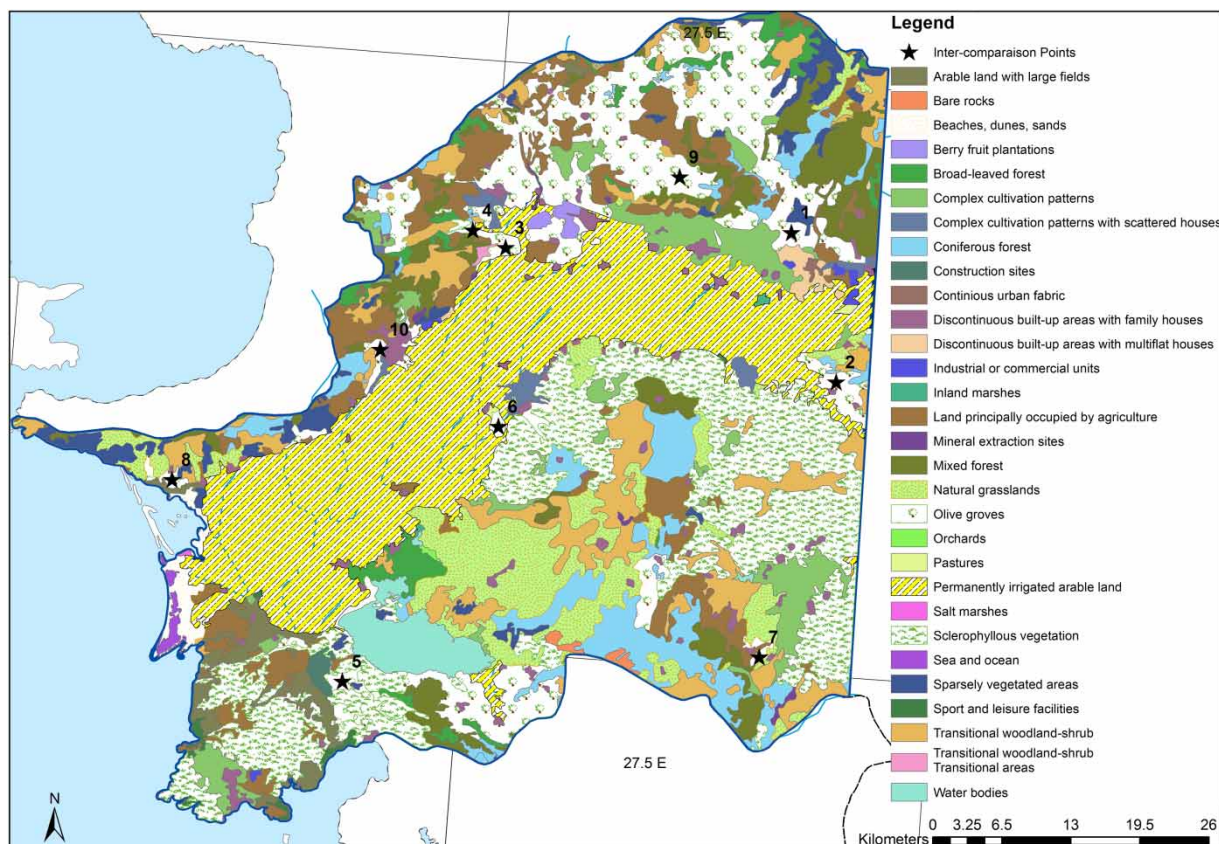 27.5 E
9
1
4
3
10
2
6
8
7
5
27.5 E
N
Legend
Inter-comparaison Points
Arable land with large fields
Bare rocks
Beaches, dunes, sands
Berry fruit plantations
Broad-leaved forest
Complex cultivation patterns
Complex cultivation patterns with scattered houses
Coniferous forest
Construction sites
Continious urban fabric
Discontinuous built-up areas with family houses
Discontinuous built-up areas with multiflat houses
Industrial or commercial units
Inland marshes
Land principally occupied by agriculture
Mineral extraction sites
Mixed forest
Natural grasslands
Olive groves
Orchards
Pastures
Permanently irrigated arable land
Salt marshes
Sclerophyllous vegetation
Sea and ocean
Sparsely vegetated areas
Sport and leisure facilities
Transitional woodland-shrub
Transitional woodland-shrub
Transitional areas
Water bodies
0 3.25 6.5 13 19.5 26
Kilometers